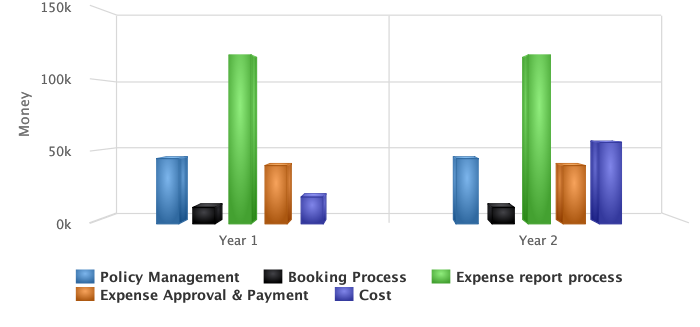 150k
100k
50k
0k
Money
Year 1
Year 2
Policy Management
Booking Process
Expense report process
Expense Approval & Payment
Cost